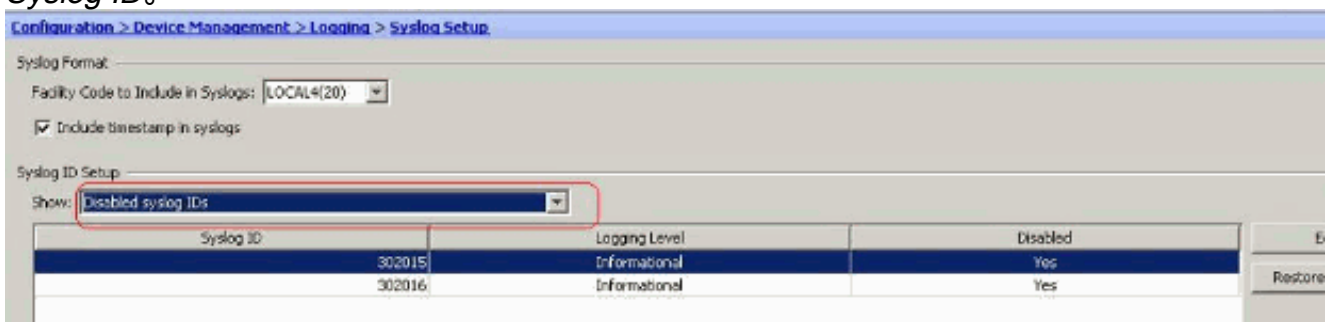 Syslog ID。
Configuration > Device Management > Logging > Syslog Setup
Syslog Format
Facility Code to Include in Syslogs: LOCAL4(20)
Include timestamp in syslogs
Syslog ID Setup
Show: Disabled syslog IDs
Syslog ID Logging Level Disabled
302015 Informational Yes
302016 Informational Yes
Restore